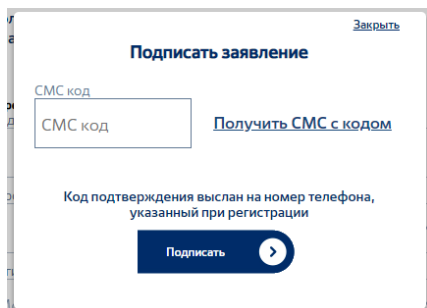 Закрыть
Подписать заявление
СМС код
СМС код
Получить СМС с кодом
Код подтверждения выслан на номер телефона,
указанный при регистрации
Подписать